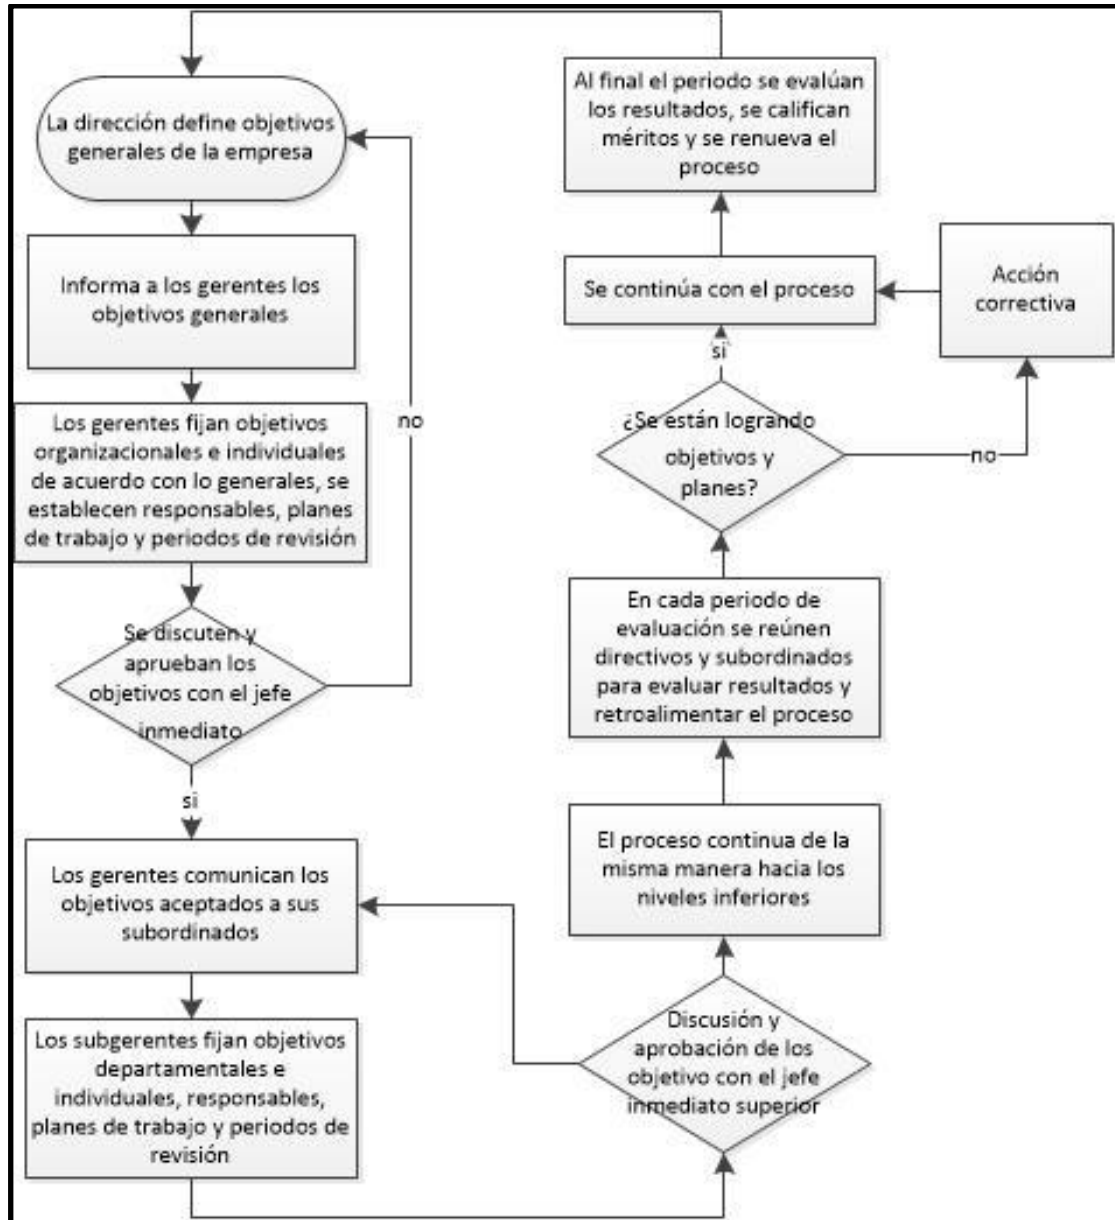 La dirección define objetivos
generales de la empresa
Informa a los gerentes los
objetivos generales
Los gerentes fijan objetivos
organizacionales e individuales
de acuerdo con lo generales, se
establecen responsables, planes
de trabajo y periodos de revisión
Se discuten y
aprueban los
objetivos con el jefe
inmediato
no
si
Los gerentes comunican los
objetivos aceptados a sus
subordinados
Los subgerentes fijan objetivos
departamentales e
individuales, responsables,
planes de trabajo y periodos de
revisión
Discusión y
aprobación de los
objetivo con el jefe
inmediato superior
El proceso continua de la
misma manera hacia los
niveles inferiores
En cada periodo de
evaluación se reúnen
directivos y subordinados
para evaluar resultados y
retroalimentar el proceso
¿Se están logrando
objetivos y
planes?
no
si
Acción
correctiva
Se continúa con el proceso
Al final el periodo se evalúan
los resultados, se califican
méritos y se renueva el
proceso